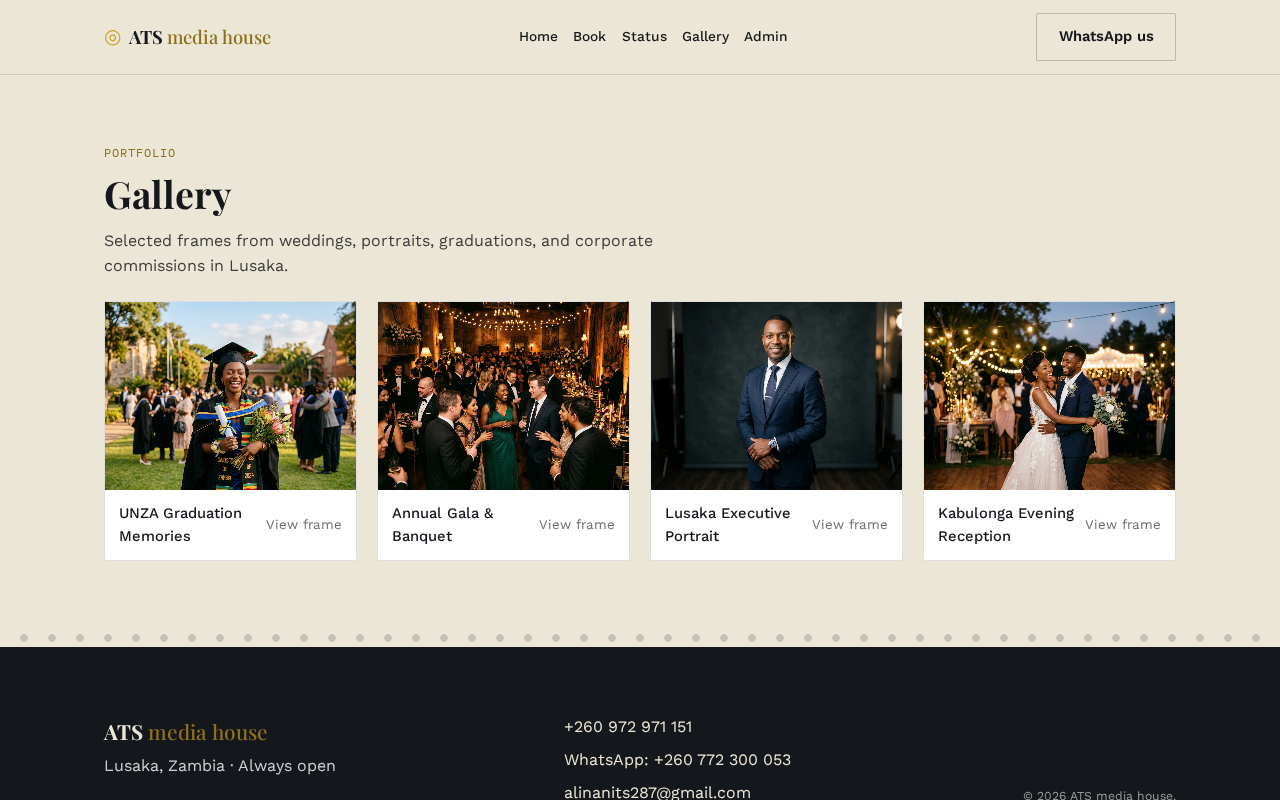 ATS media house
Home Book Status Gallery Admin
WhatsApp us
PORTFOLIO
Gallery
Selected frames from weddings, portraits, graduations, and corporate
commissions in Lusaka.
UNZA Graduation
Memories
View frame
Annual Gala &
Banquet
View frame
Lusaka Executive
Portrait
View frame
Kabulonga Evening
Reception
View frame
ATS media house
Lusaka, Zambia · Always open
+260 972 971 151
WhatsApp: +260 772 300 053
alinanits287@gmail.com
© 2026 ATS media house.